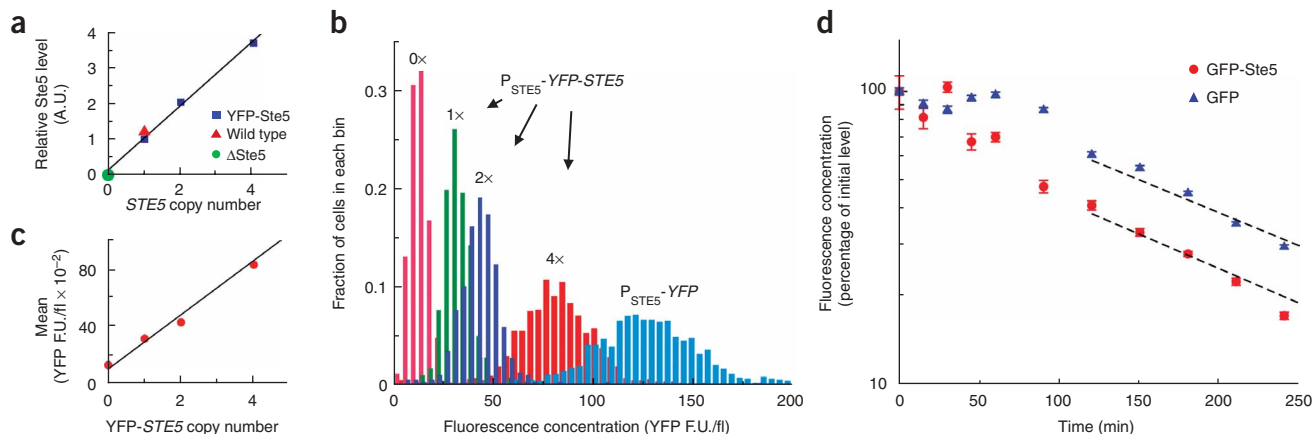 a
4
3
2
1
0
0
2
4
Relative Ste5 level
(A.U.)
YFP-Ste5
Wild type
ΔSte5
STE5 copy number
c
80
40
0
0
2
4
Mean
(YFP F.U./fl × 10⁻²)
YFP-STE5 copy number
b
0.3
0.2
0.1
0
0
50
100
150
200
Fraction of cells in each bin
0×
1×
2×
4×
P_STE5-YFP-STE5
P_STE5-YFP
Fluorescence concentration (YFP F.U./fl)
d
100
10
0
50
100
150
200
250
Fluorescence concentration
(percentage of initial level)
GFP-Ste5
GFP
Time (min)